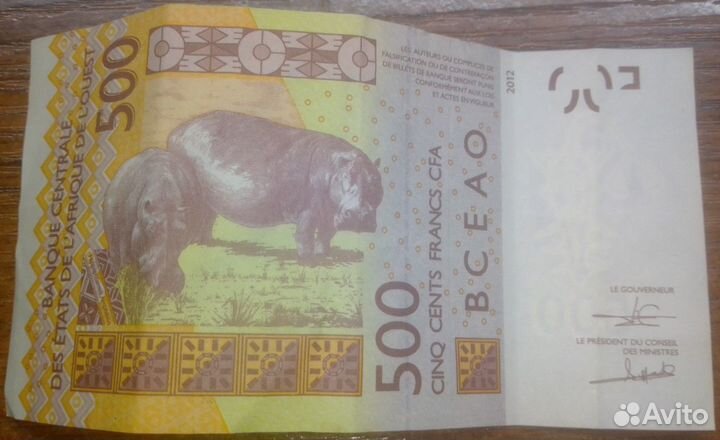 BANQUE CENTRALE
DES ÉTATS DE L'AFRIQUE DE L'OUEST
500
LES AUTEURS OU COMPLICES DE
FALSIFICATION OU DE CONTREFAÇON
DE BILLETS DE BANQUE SERONT PUNIS
CONFORMÉMENT AUX LOIS
ET ACTES EN VIGUEUR
2012
500
CINQ CENTS FRANCS CFA
BCEAO
LE GOUVERNEUR
LE PRÉSIDENT DU CONSEIL
DES MINISTRES
Avito